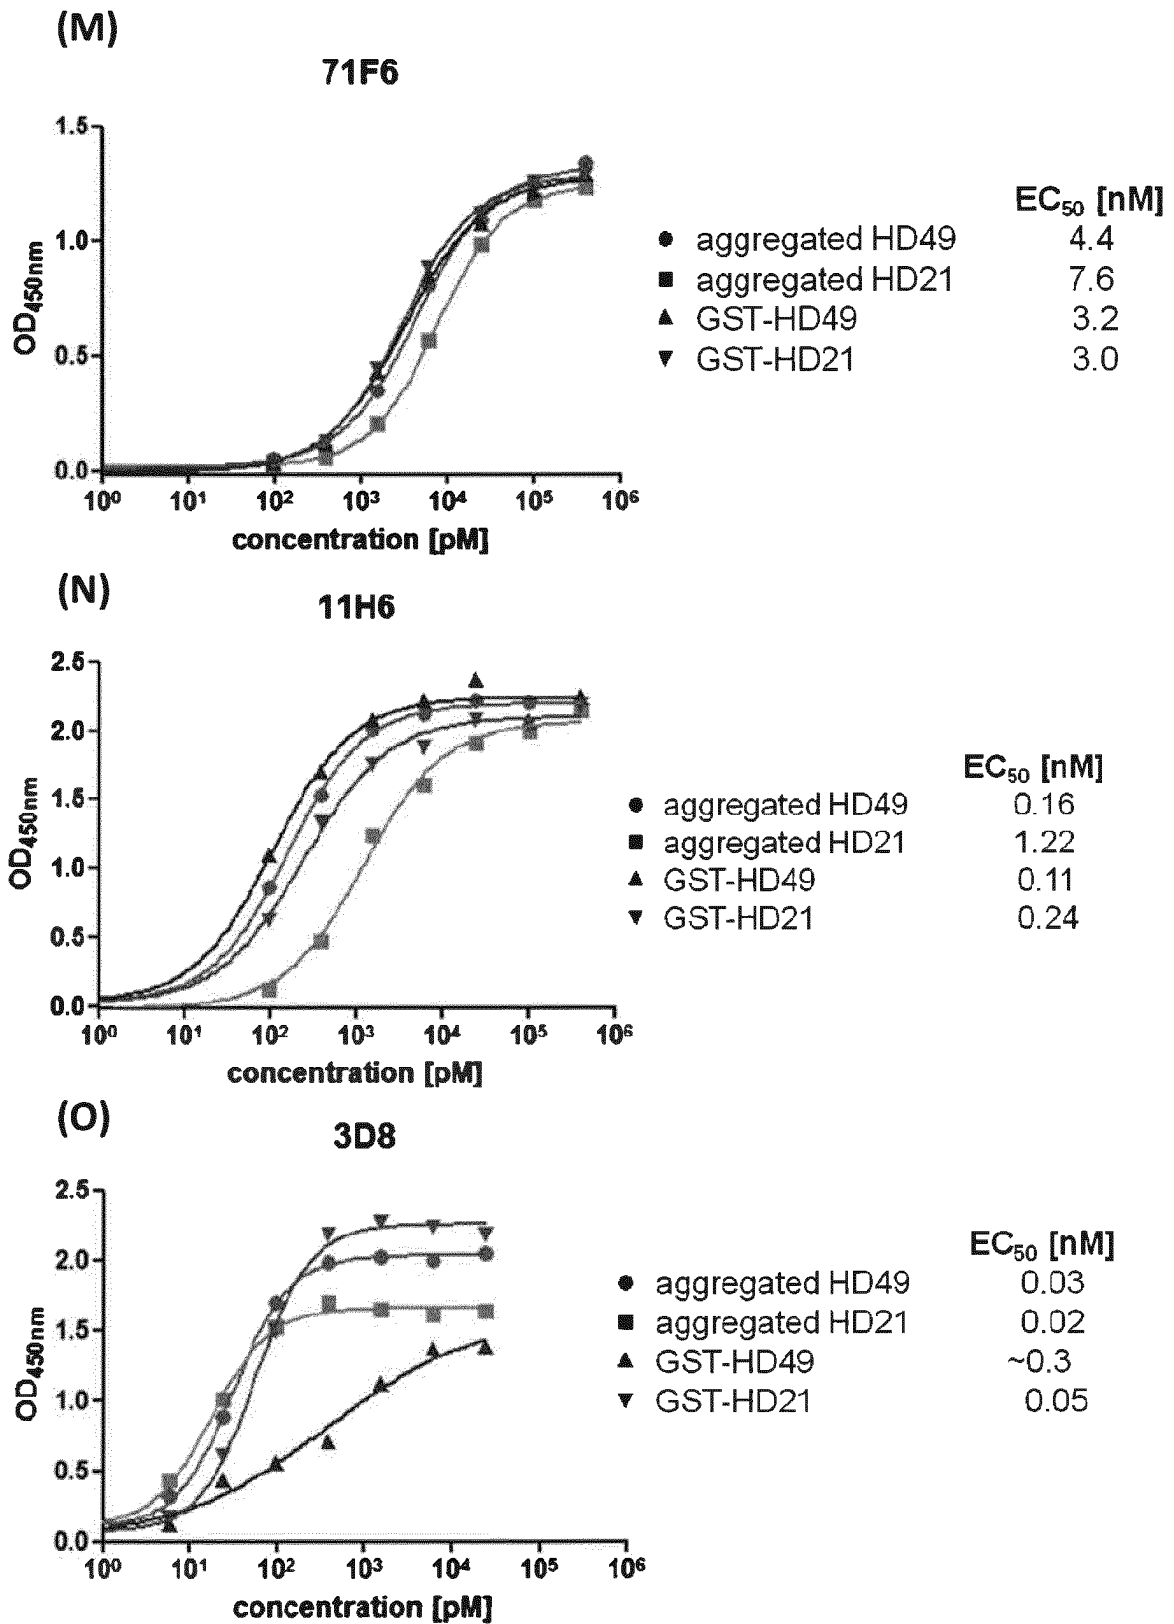 (M)
71F6
1.5
1.0
0.5
0.0
OD450nm
10⁰ 10¹ 10² 10³ 10⁴ 10⁵ 10⁶
concentration [pM]
EC₅₀ [nM]
● aggregated HD49 4.4
■ aggregated HD21 7.6
▲ GST-HD49 3.2
▼ GST-HD21 3.0
(N)
11H6
2.5
2.0
1.5
1.0
0.5
0.0
OD450nm
10⁰ 10¹ 10² 10³ 10⁴ 10⁵ 10⁶
concentration [pM]
EC₅₀ [nM]
● aggregated HD49 0.16
■ aggregated HD21 1.22
▲ GST-HD49 0.11
▼ GST-HD21 0.24
(O)
3D8
2.5
2.0
1.5
1.0
0.5
0.0
OD450nm
10⁰ 10¹ 10² 10³ 10⁴ 10⁵ 10⁶
concentration [pM]
EC₅₀ [nM]
● aggregated HD49 0.03
■ aggregated HD21 0.02
▲ GST-HD49 ~0.3
▼ GST-HD21 0.05